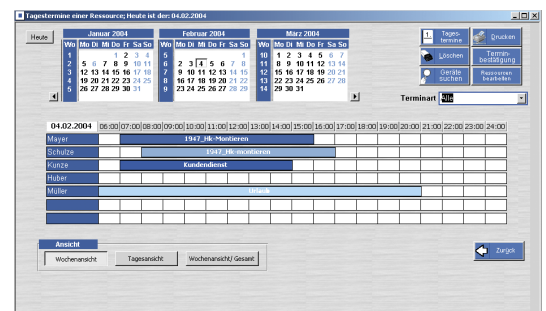 Tagestermine einer Ressource; Heute ist der: 04.02.2004
Heute
Januar 2004
Wo Mo Di Mi Do Fr Sa So
1 1 2 3 4
2 5 6 7 8 9 10 11
3 12 13 14 15 16 17 18
4 19 20 21 22 23 24 25
5 26 27 28 29 30 31
Februar 2004
Wo Mo Di Mi Do Fr Sa So
5 1
6 2 3 4 5 6 7 8
7 9 10 11 12 13 14 15
8 16 17 18 19 20 21 22
9 23 24 25 26 27 28 29
März 2004
Wo Mo Di Mi Do Fr Sa So
10 1 2 3 4 5 6 7
11 8 9 10 11 12 13 14
12 15 16 17 18 19 20 21
13 22 23 24 25 26 27 28
14 29 30 31
1. Tages-
termine
Drucken
Löschen
Termin-
bestätigung
Geräte
suchen
Ressourcen
bearbeiten
Terminart Alle
04.02.2004 06:00 07:00 08:00 09:00 10:00 11:00 12:00 13:00 14:00 15:00 16:00 17:00 18:00 19:00 20:00 21:00 22:00 23:00 24:00
Mayer 1947_Hk-Montieren
Schulze 1947_Hk-montieren
Kunze Kundendienst
Huber
Müller Urlaub
Ansicht
Wochenansicht Tagesansicht Wochenansicht/ Gesamt
Zurück